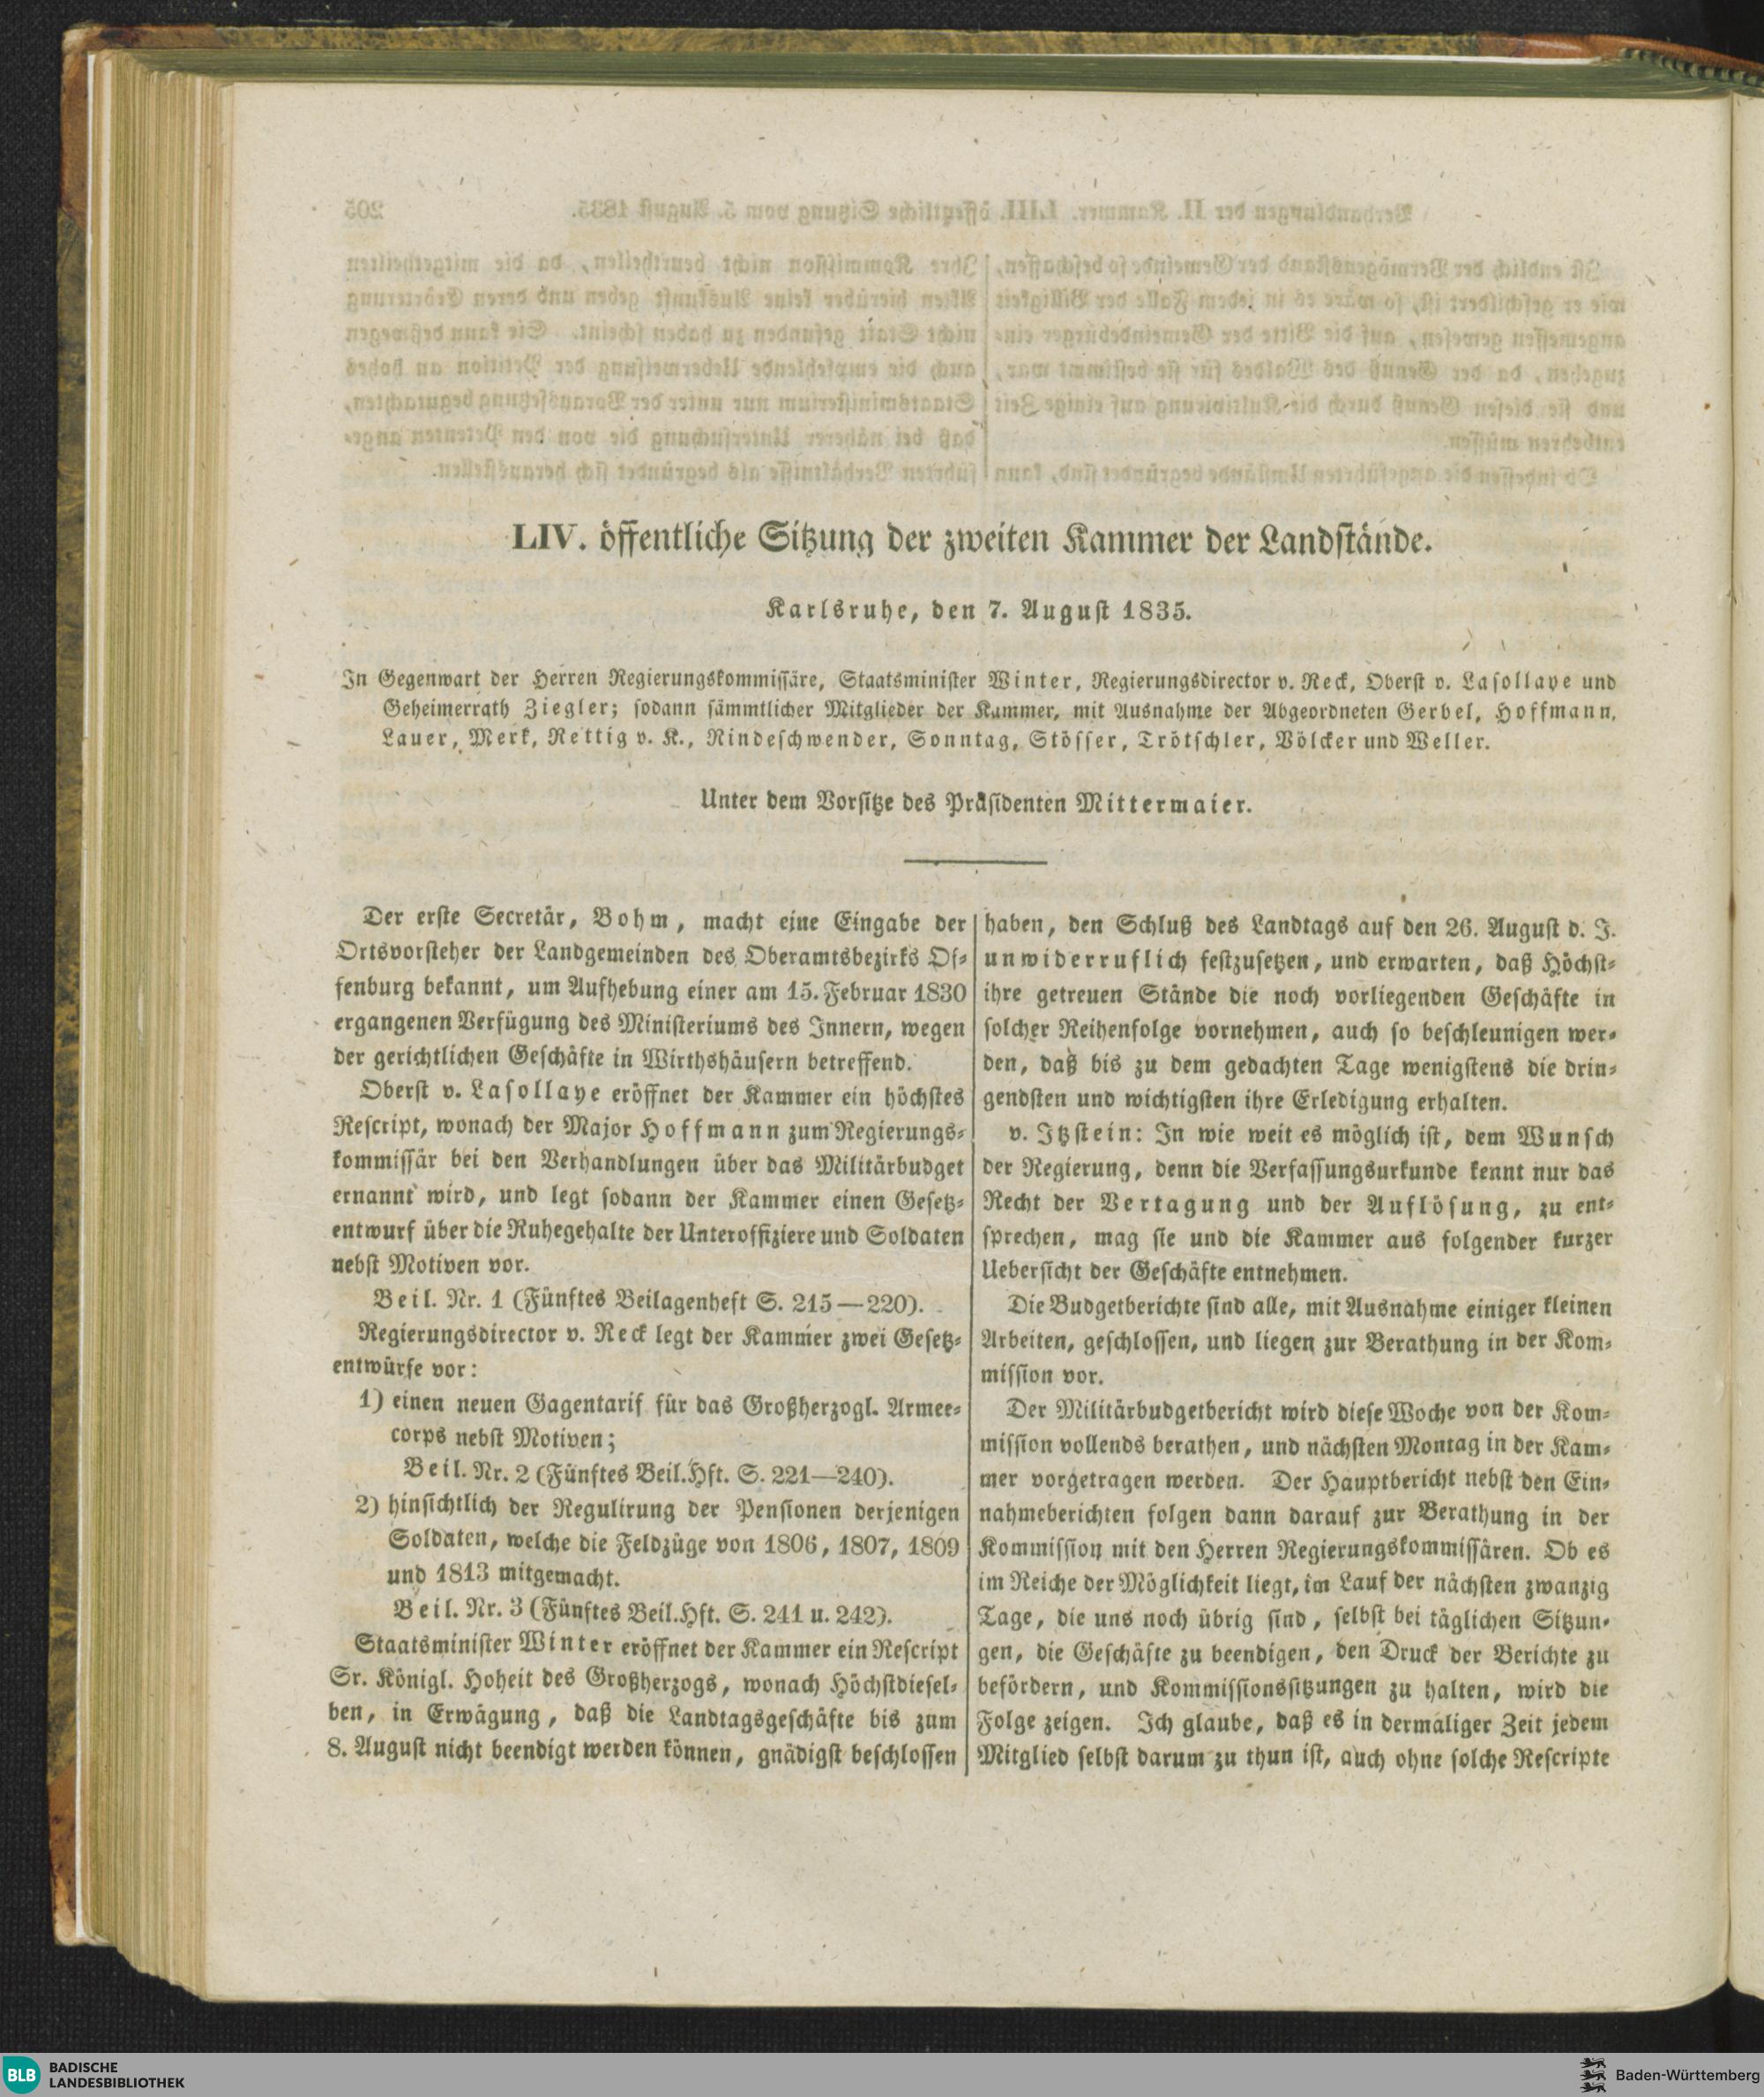 LIV. öffentliche Sitzung der zweiten Kammer der Landstände.
Karlsruhe, den 7. August 1835.
In Gegenwart der Herren Regierungskommissäre, Staatsminister Winter, Regierungsdirector v. Reck, Oberst v. Lasollaye und
Geheimerrath Ziegler; sodann sämmtlicher Mitglieder der Kammer, mit Ausnahme der Abgeordneten Gerbel, Hoffmann,
Lauer, Merk, Rettig v. K., Rindeschwender, Sonntag, Stösser, Trötschler, Völcker und Weller.
Unter dem Vorsitze des Präsidenten Mittermaier.
Der erste Secretär, Bohm, macht eine Eingabe der
Ortsvorsteher der Landgemeinden des Oberamtsbezirks Of-
fenburg bekannt, um Aufhebung einer am 15. Februar 1830
ergangenen Verfügung des Ministeriums des Innern, wegen
der gerichtlichen Geschäfte in Wirthshäusern betreffend.
Oberst v. Lasollaye eröffnet der Kammer ein höchstes
Rescript, wonach der Major Hoffmann zum Regierungs-
kommissär bei den Verhandlungen über das Militärbudget
ernannt wird, und legt sodann der Kammer einen Gesetz-
entwurf über die Ruhegehalte der Unteroffiziere und Soldaten
nebst Motiven vor.
Beil. Nr. 1 (Fünftes Beilagenheft S. 215—220).
Regierungsdirector v. Reck legt der Kammer zwei Gesetz-
entwürfe vor:
1) einen neuen Gagentarif für das Großherzogl. Armee-
corps nebst Motiven;
Beil. Nr. 2 (Fünftes Beil.Hft. S. 221—240).
2) hinsichtlich der Regulirung der Pensionen derjenigen
Soldaten, welche die Feldzüge von 1806, 1807, 1809
und 1813 mitgemacht.
Beil. Nr. 3 (Fünftes Beil.Hft. S. 241 u. 242).
Staatsminister Winter eröffnet der Kammer ein Rescript
Sr. Königl. Hoheit des Großherzogs, wonach Höchstdiesel-
ben, in Erwägung, daß die Landtagsgeschäfte bis zum
8. August nicht beendigt werden können, gnädigst beschlossen
haben, den Schluß des Landtags auf den 26. August d. J.
unwiderruflich festzusetzen, und erwarten, daß Höchst-
ihre getreuen Stände die noch vorliegenden Geschäfte in
solcher Reihenfolge vornehmen, auch so beschleunigen wer-
den, daß bis zu dem gedachten Tage wenigstens die drin-
gendsten und wichtigsten ihre Erledigung erhalten.
v. Itzstein: In wie weit es möglich ist, dem Wunsch
der Regierung, denn die Verfassungsurkunde kennt nur das
Recht der Vertagung und der Auflösung, zu ent-
sprechen, mag sie und die Kammer aus folgender kurzer
Uebersicht der Geschäfte entnehmen.
Die Budgetberichte sind alle, mit Ausnahme einiger kleinen
Arbeiten, geschlossen, und liegen zur Berathung in der Kom-
mission vor.
Der Militärbudgetbericht wird diese Woche von der Kom-
mission vollends berathen, und nächsten Montag in der Kam-
mer vorgetragen werden. Der Hauptbericht nebst den Ein-
nahmeberichten folgen dann darauf zur Berathung in der
Kommission mit den Herren Regierungskommissären. Ob es
im Reiche der Möglichkeit liegt, im Lauf der nächsten zwanzig
Tage, die uns noch übrig sind, selbst bei täglichen Sitzun-
gen, die Geschäfte zu beendigen, den Druck der Berichte zu
befördern, und Kommissionssitzungen zu halten, wird die
Folge zeigen. Ich glaube, daß es in dermaliger Zeit jedem
Mitglied selbst darum zu thun ist, auch ohne solche Rescripte
BLB BADISCHE
LANDESBIBLIOTHEK
Baden-Württemberg